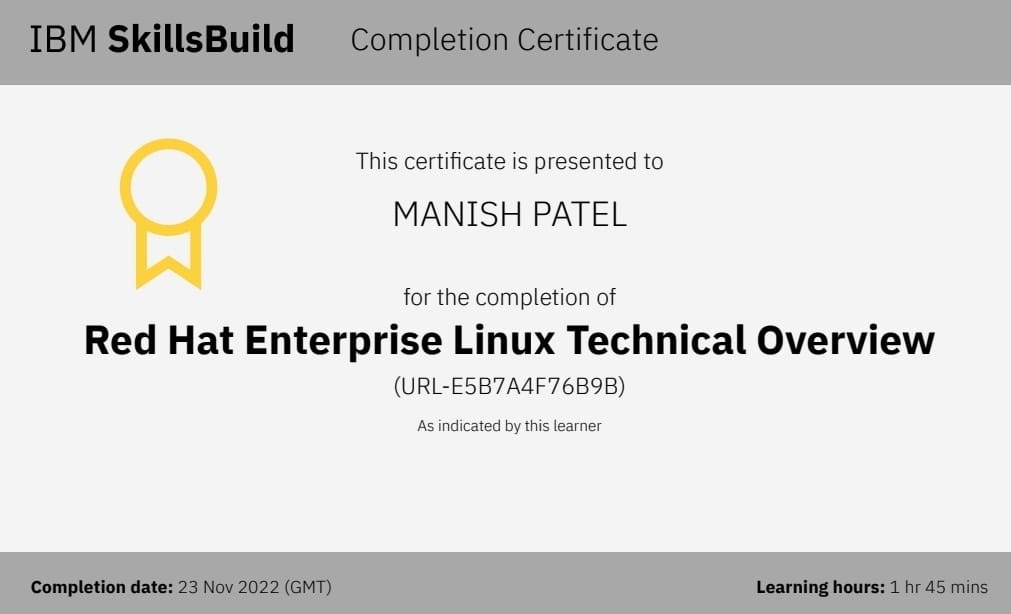 IBM SkillsBuild Completion Certificate
This certificate is presented to
MANISH PATEL
for the completion of
Red Hat Enterprise Linux Technical Overview
(URL-E5B7A4F76B9B)
As indicated by this learner
Completion date: 23 Nov 2022 (GMT) Learning hours: 1 hr 45 mins